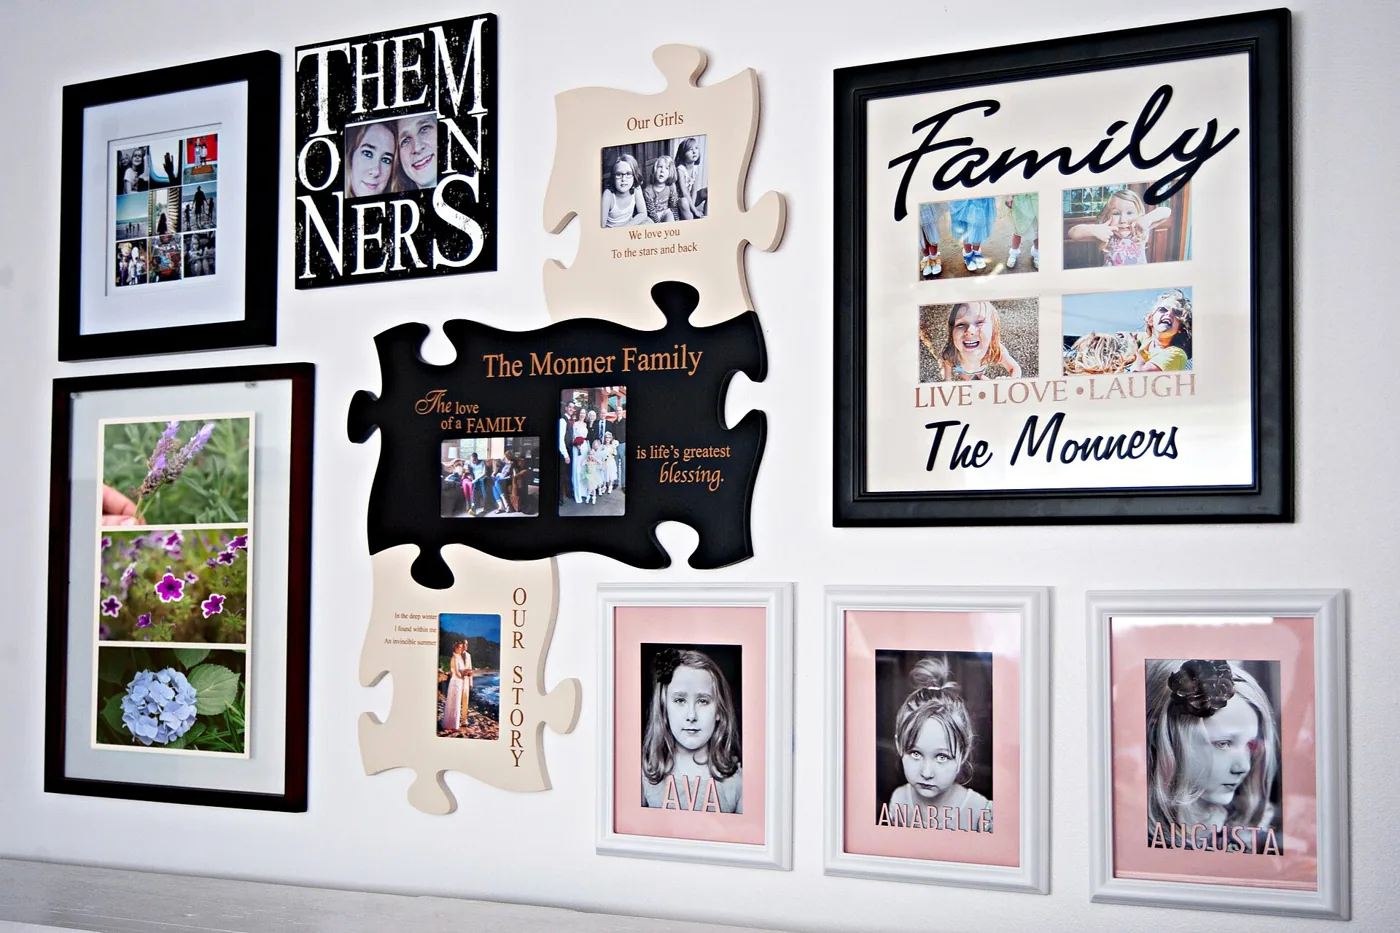 THEM
ON
NERS
Our Girls
We love you
To the stars and back
Family
LIVE • LOVE • LAUGH
The Monners
The Monner Family
The love
of a FAMILY
is life's greatest
blessing.
In the deep winter
I found within me
An invincible summer
OUR STORY
AVA
ANABELLE
AUGUSTA